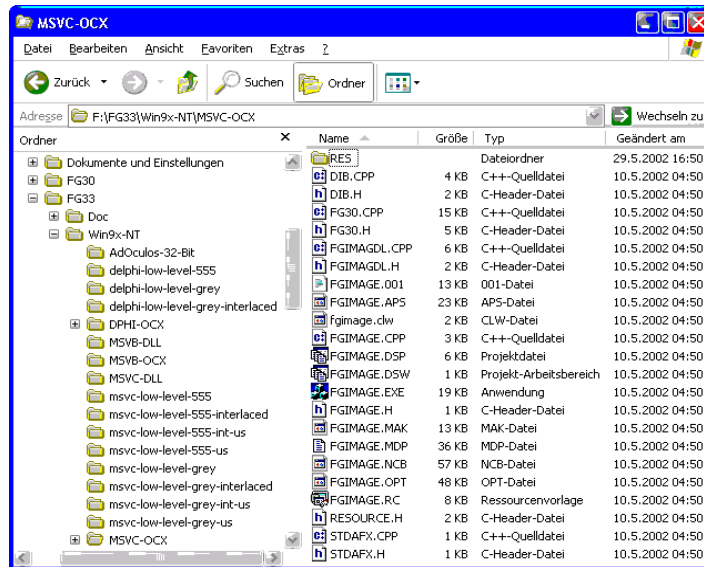 MSVC-OCX
Datei Bearbeiten Ansicht Favoriten Extras ?
Zurück Suchen Ordner
Adresse F:\FG33\Win9x-NT\MSVC-OCX Wechseln zu
Ordner
Dokumente und Einstellungen
FG30
FG33
Doc
Win9x-NT
AdOculos-32-Bit
delphi-low-level-555
delphi-low-level-grey
delphi-low-level-grey-interlaced
DPHI-OCX
MSVB-DLL
MSVB-OCX
MSVC-DLL
msvc-low-level-555
msvc-low-level-555-interlaced
msvc-low-level-555-int-us
msvc-low-level-555-us
msvc-low-level-grey
msvc-low-level-grey-interlaced
msvc-low-level-grey-int-us
msvc-low-level-grey-us
MSVC-OCX
Name Größe Typ Geändert am
RES Dateiordner 29.5.2002 16:50
DIB.CPP 4 KB C++-Quelldatei 10.5.2002 04:50
DIB.H 2 KB C-Header-Datei 10.5.2002 04:50
FG30.CPP 15 KB C++-Quelldatei 10.5.2002 04:50
FG30.H 5 KB C-Header-Datei 10.5.2002 04:50
FGIMAGDL.CPP 6 KB C++-Quelldatei 10.5.2002 04:50
FGIMAGDL.H 2 KB C-Header-Datei 10.5.2002 04:50
FGIMAGE.001 13 KB 001-Datei 10.5.2002 04:50
FGIMAGE.APS 23 KB APS-Datei 10.5.2002 04:50
fgimage.clw 2 KB CLW-Datei 10.5.2002 04:50
FGIMAGE.CPP 3 KB C++-Quelldatei 10.5.2002 04:50
FGIMAGE.DSP 6 KB Projektdatei 10.5.2002 04:50
FGIMAGE.DSW 1 KB Projekt-Arbeitsbereich 10.5.2002 04:50
FGIMAGE.EXE 19 KB Anwendung 10.5.2002 04:50
FGIMAGE.H 1 KB C-Header-Datei 10.5.2002 04:50
FGIMAGE.MAK 13 KB MAK-Datei 10.5.2002 04:50
FGIMAGE.MDP 36 KB MDP-Datei 10.5.2002 04:50
FGIMAGE.NCB 57 KB NCB-Datei 10.5.2002 04:50
FGIMAGE.OPT 48 KB OPT-Datei 10.5.2002 04:50
FGIMAGE.RC 8 KB Ressourcenvorlage 10.5.2002 04:50
RESOURCE.H 2 KB C-Header-Datei 10.5.2002 04:50
STDAFX.CPP 1 KB C++-Quelldatei 10.5.2002 04:50
STDAFX.H 1 KB C-Header-Datei 10.5.2002 04:50